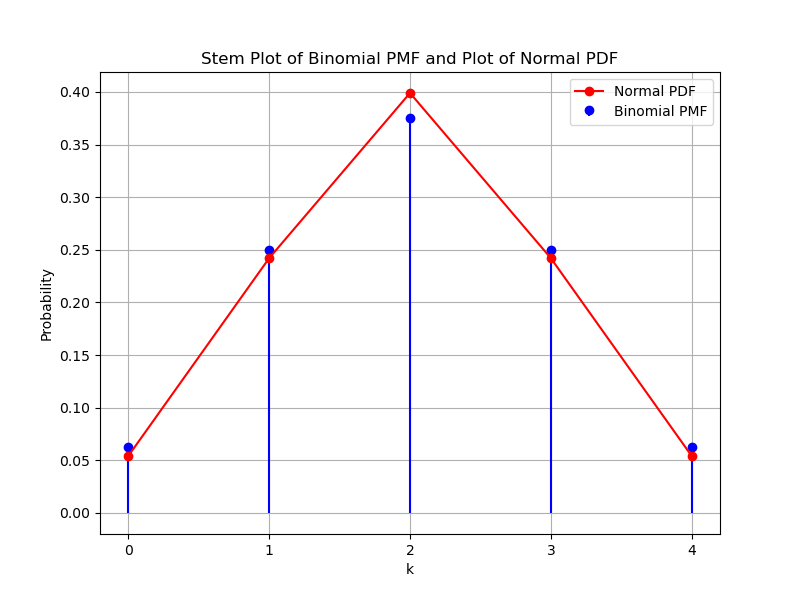 Stem Plot of Binomial PMF and Plot of Normal PDF
Normal PDF
Binomial PMF
Probability
0.40
0.35
0.30
0.25
0.20
0.15
0.10
0.05
0.00
0 1 2 3 4
k